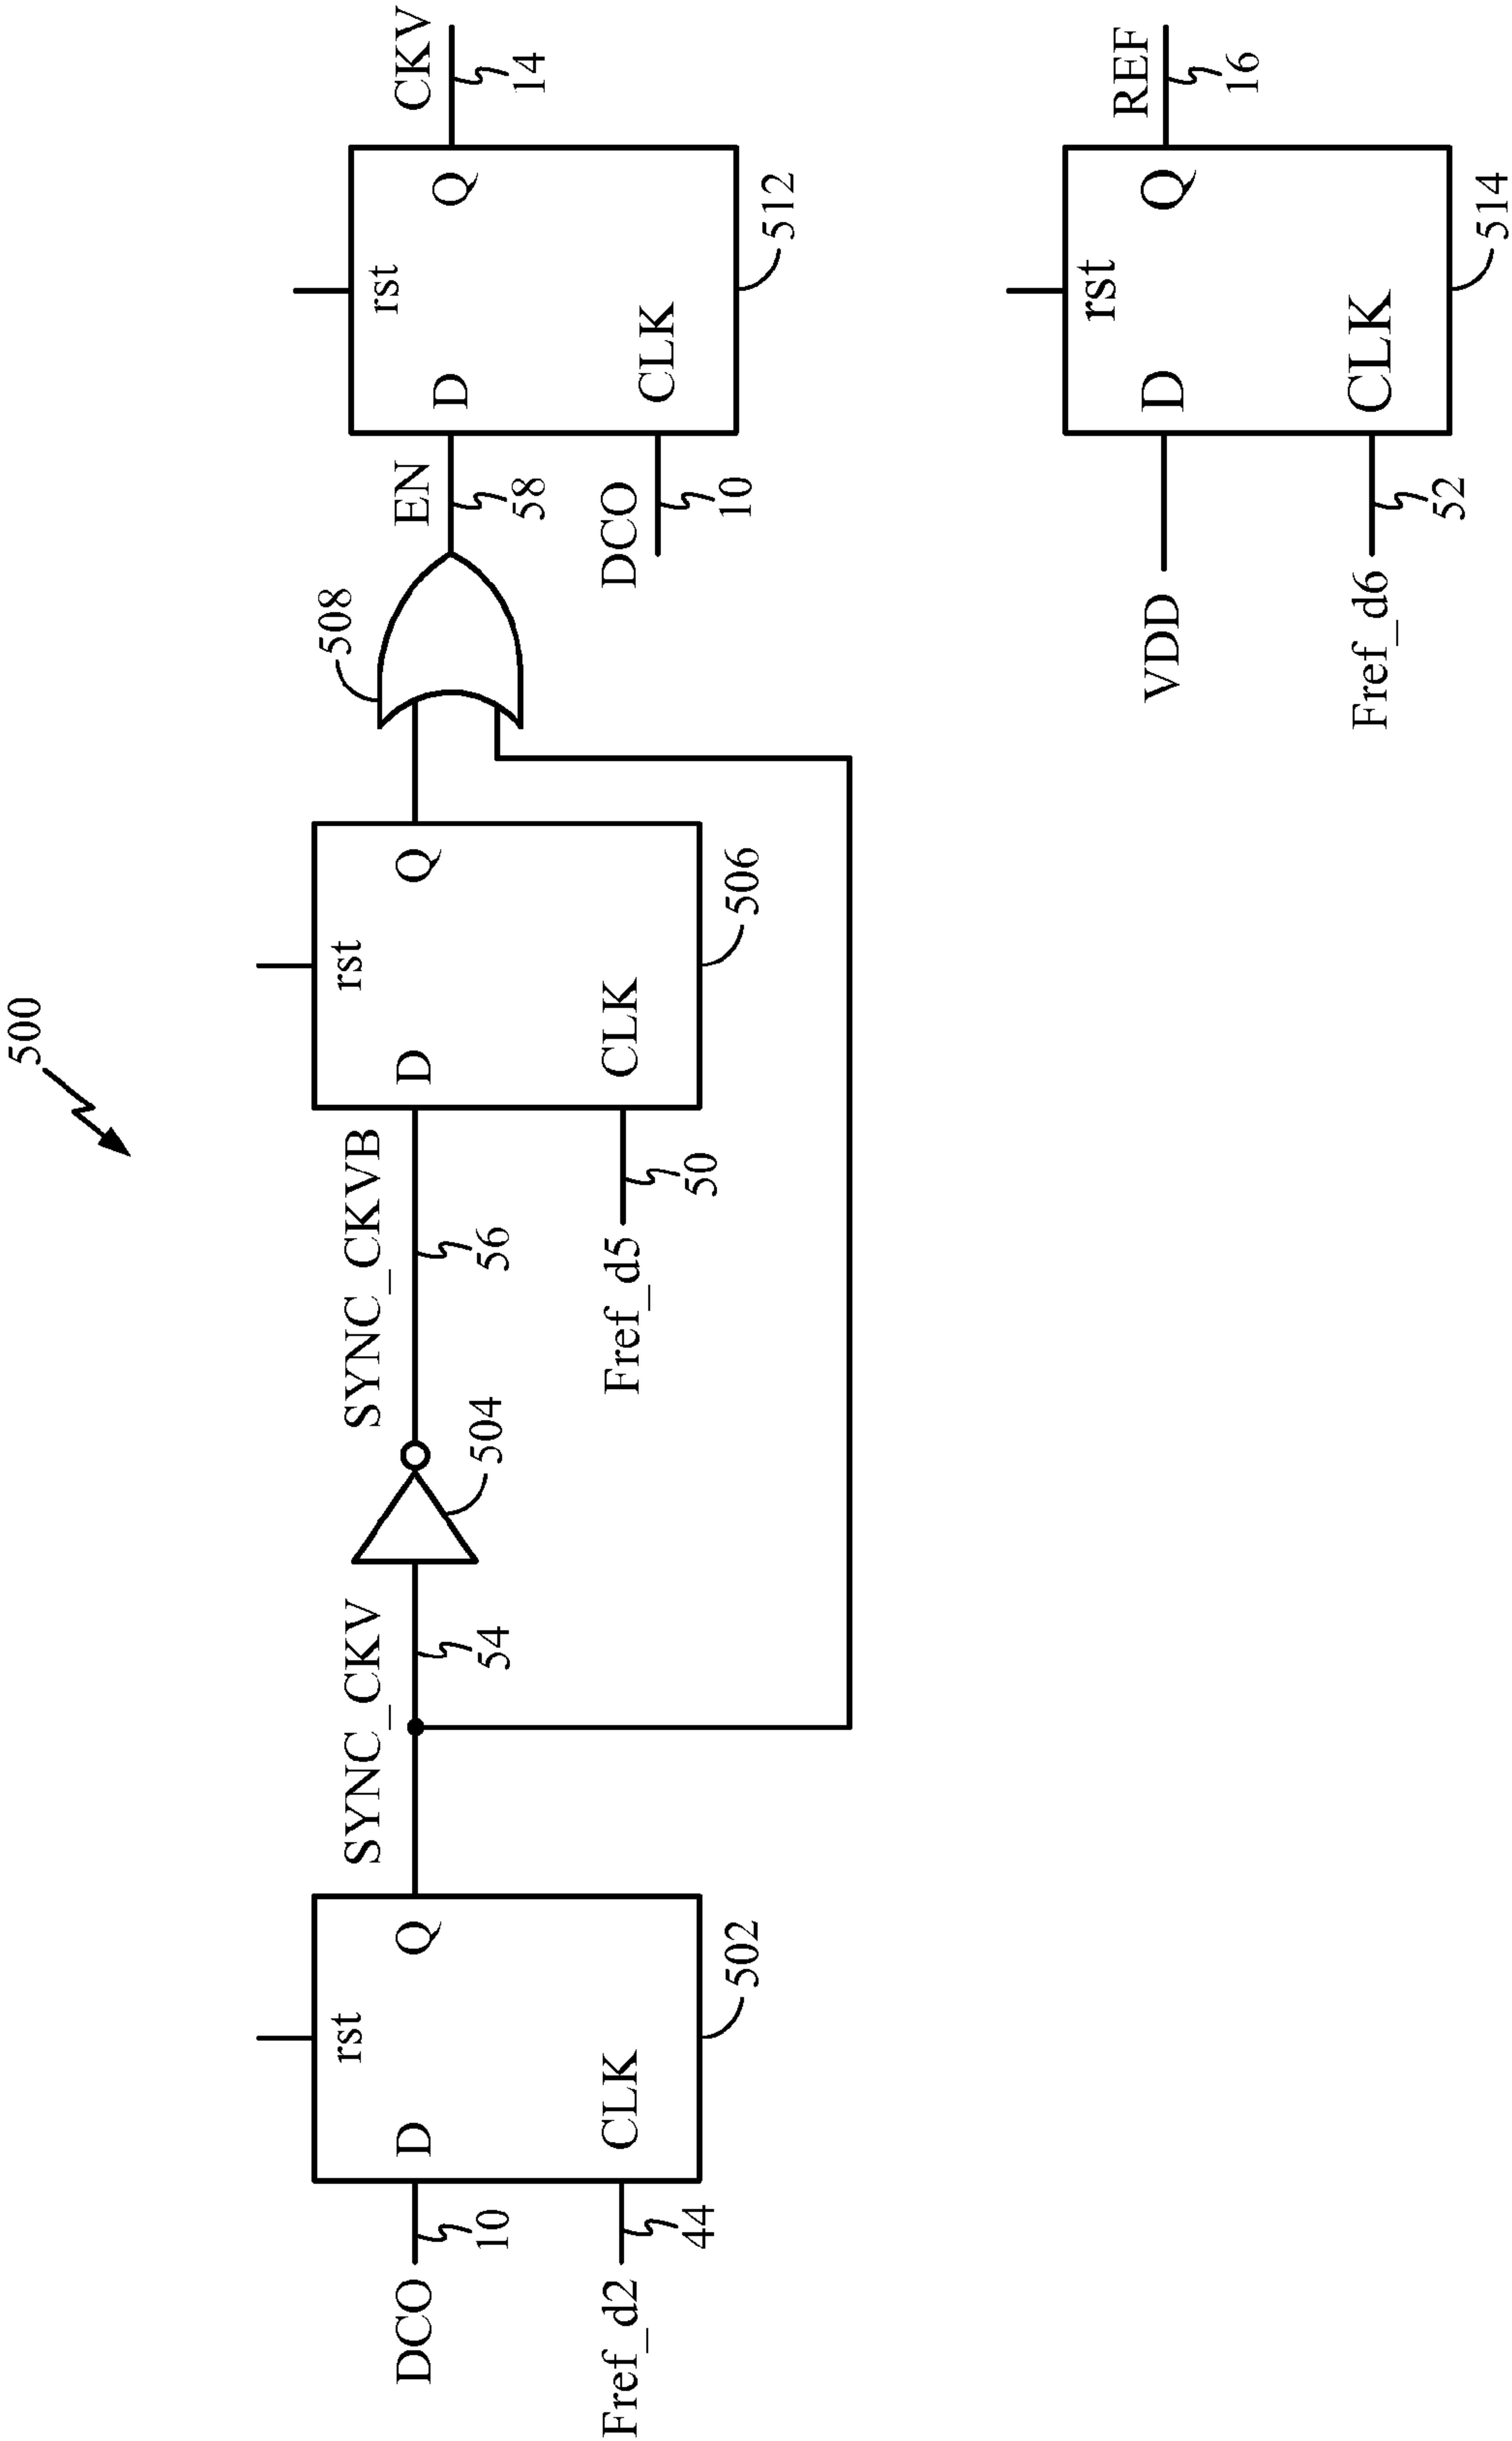 500
DCO
10
Fref_d2
44
D
rst
Q
CLK
502
SYNC_CKV
54
504
SYNC_CKVB
56
Fref_d5
50
D
rst
Q
CLK
506
508
EN
58
DCO
10
D
rst
Q
CLK
512
CKV
14
VDD
Fref_d6
52
D
rst
Q
CLK
514
REF
16